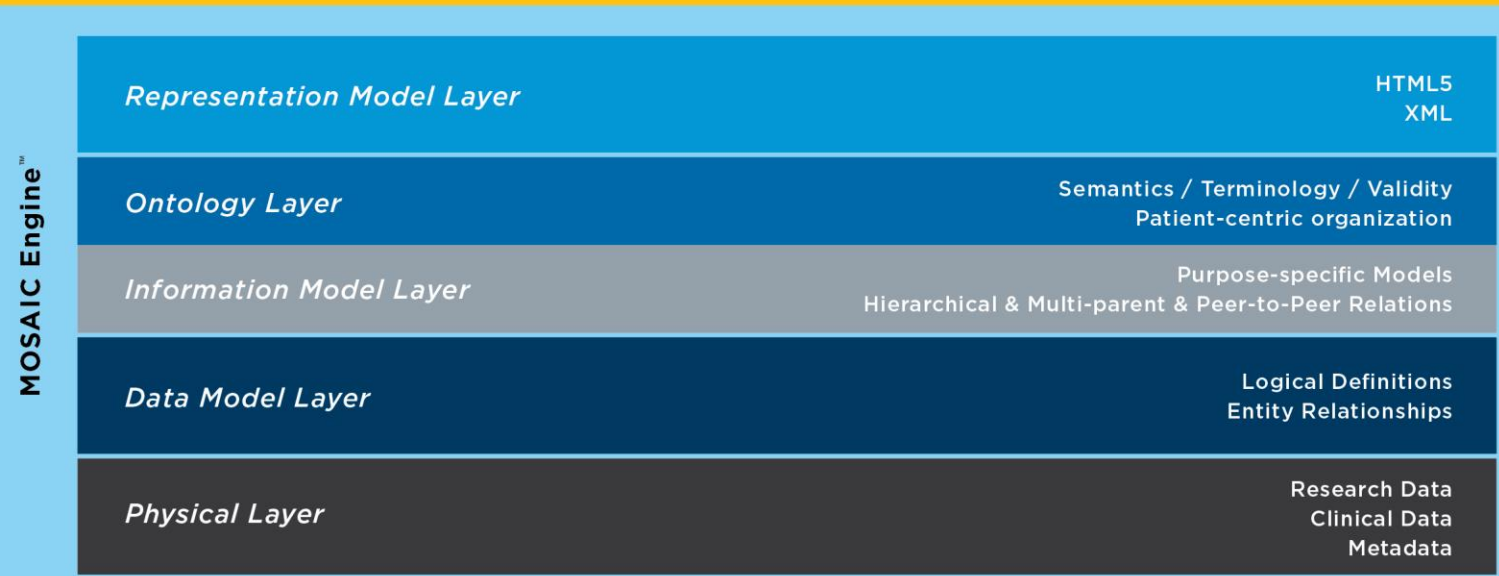 MOSAIC Engine™
Representation Model Layer
HTML5
XML
Ontology Layer
Semantics / Terminology / Validity
Patient-centric organization
Information Model Layer
Purpose-specific Models
Hierarchical & Multi-parent & Peer-to-Peer Relations
Data Model Layer
Logical Definitions
Entity Relationships
Physical Layer
Research Data
Clinical Data
Metadata